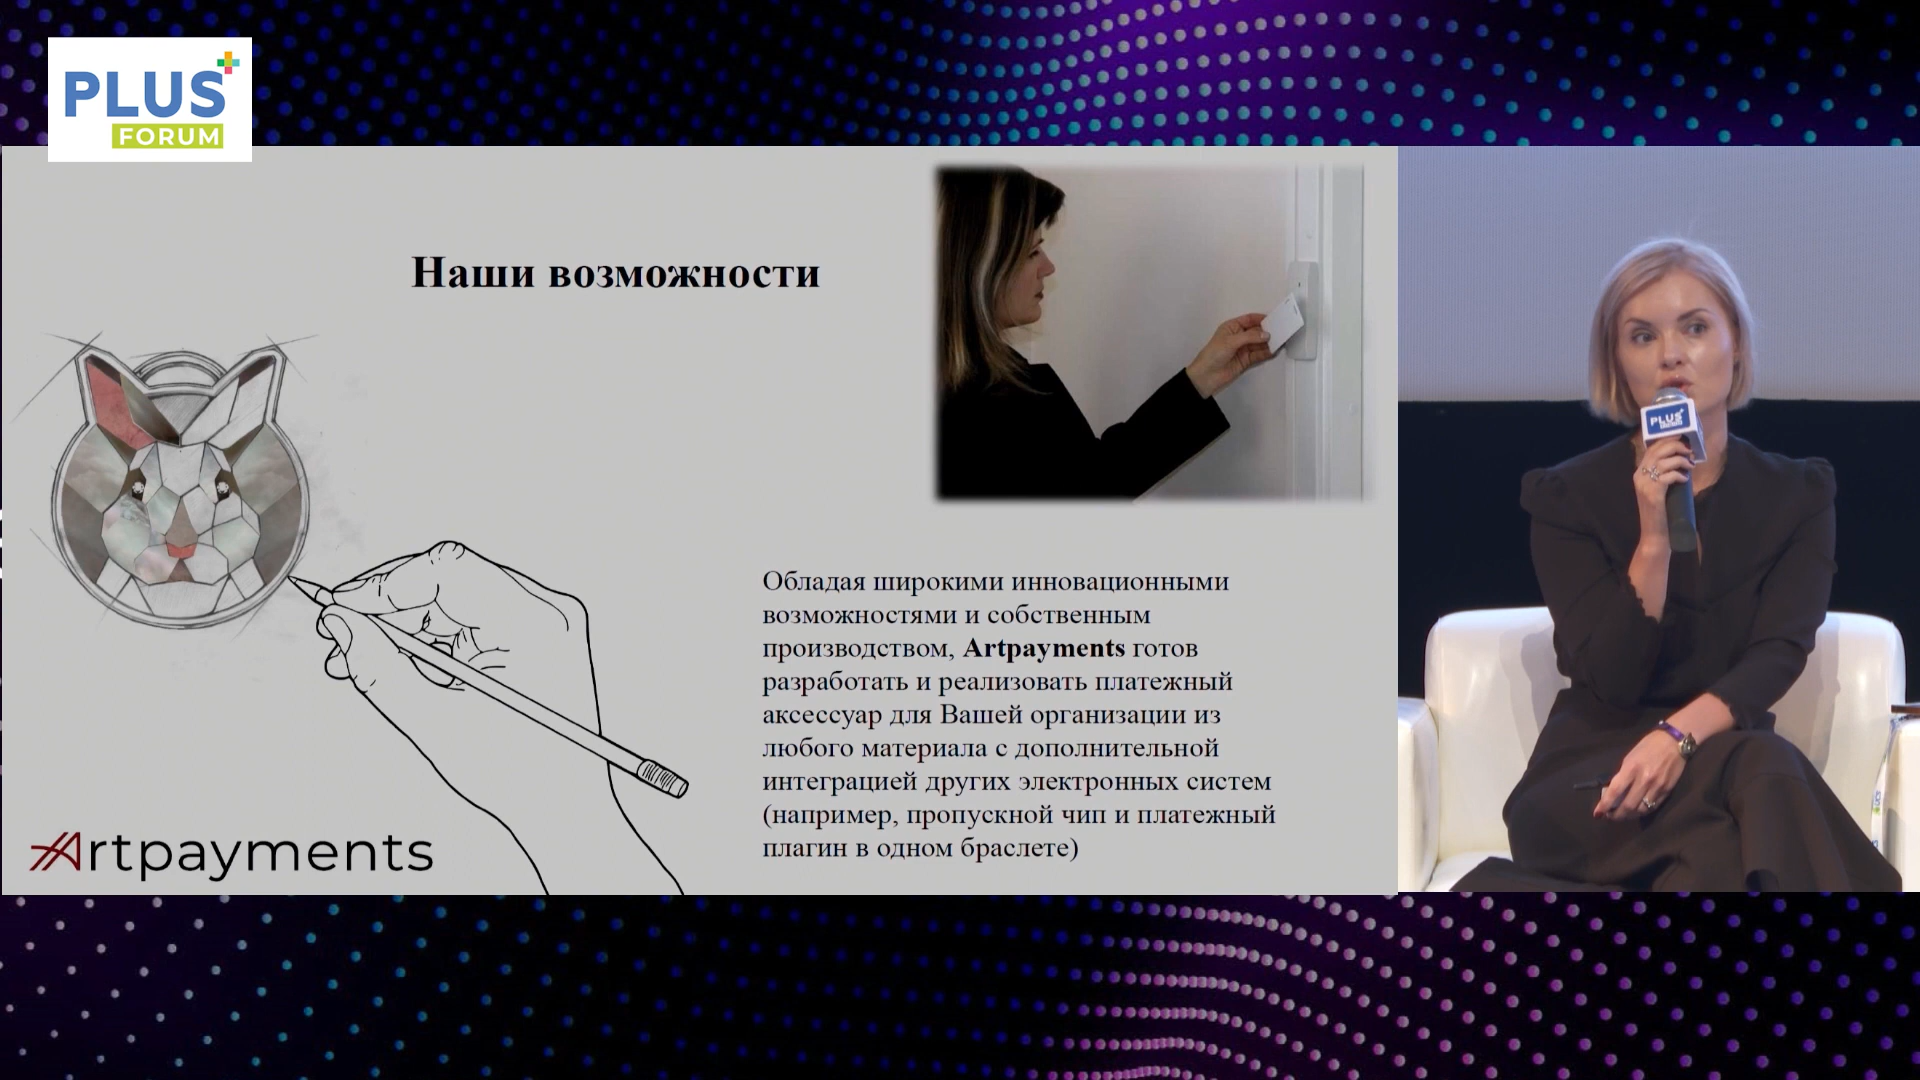 PLUS
FORUM
Наши возможности
Обладая широкими инновационными
возможностями и собственным
производством, Artpayments готов
разработать и реализовать платежный
аксессуар для Вашей организации из
любого материала с дополнительной
интеграцией других электронных систем
(например, пропускной чип и платежный
плагин в одном браслете)
Artpayments
PLUS